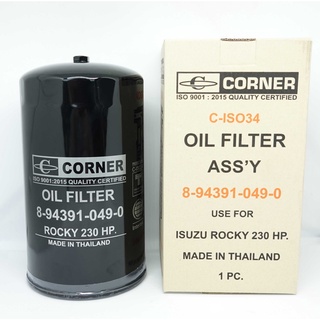 CORNER
ISO 9001:2015 QUALITY CERTIFIED
OIL FILTER
8-94391-049-0
ROCKY 230 HP.
MADE IN THAILAND
CORNER
ISO 9001 : 2015 QUALITY CERTIFIED
C-ISO34
OIL FILTER
ASS'Y
8-94391-049-0
USE FOR
ISUZU ROCKY 230 HP.
MADE IN THAILAND
1 PC.